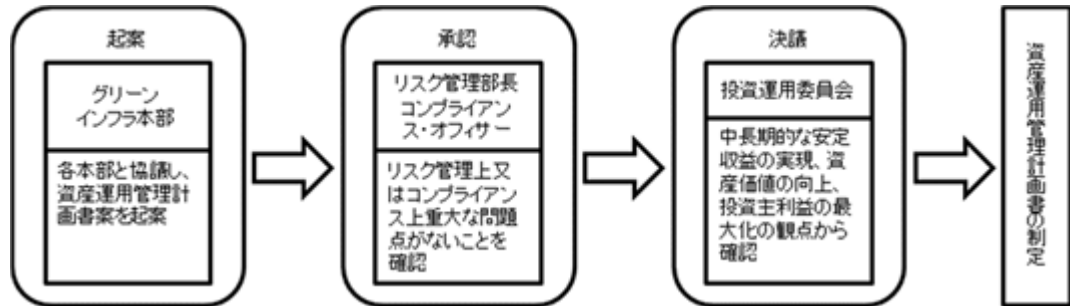 起案
グリーン
インフラ本部
各本部と協議し、
資産運用管理計
画書案を起案
承認
リスク管理部長
コンプライアン
ス・オフィサー
リスク管理上又
はコンプライアン
ス上重大な問題
点がないことを
確認
決議
投資運用委員会
中長期的な安定
収益の実現、資
産価値の向上、
投資主利益の最
大化の観点から
確認
資産運用管理計画書の制定